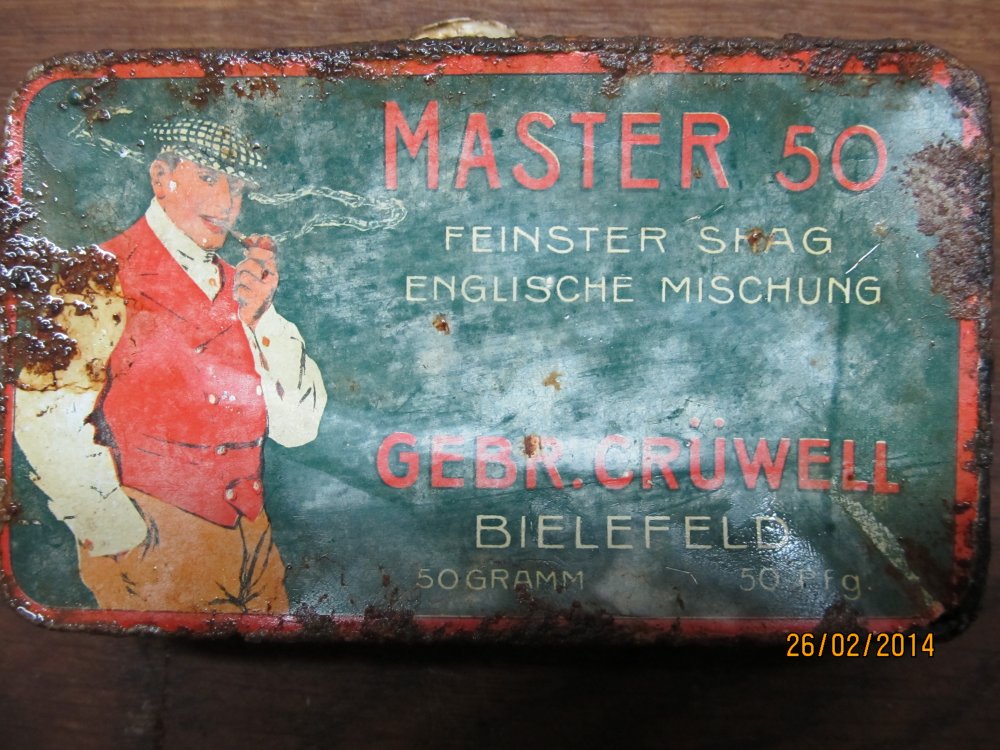 MASTER 50
FEINSTER SHAG
ENGLISCHE MISCHUNG
GEBR. CRÜWELL
BIELEFELD
50 GRAMM 50 Pfg.
26/02/2014